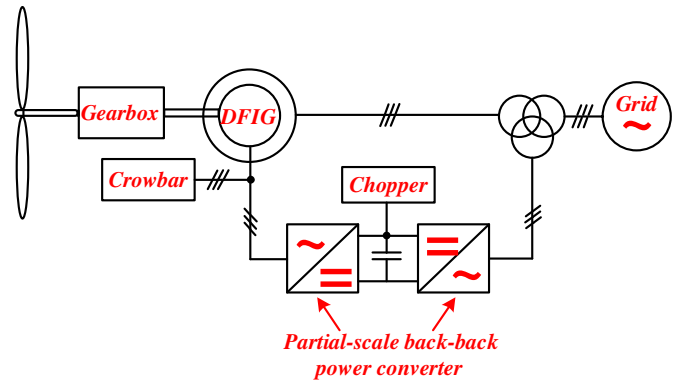 Grid
Gearbox
DFIG
Crowbar
Chopper
Partial-scale back-back
power converter